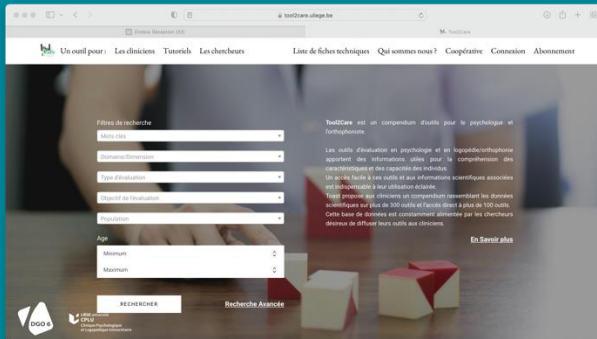 tool2care.uliege.be
Tool2Care
Un outil pour : Les cliniciens Tutoriels Les chercheurs
Liste de fiches techniques Qui sommes nous ? Coopérative Connexion Abonnement
Filtres de recherche
Mots clés
Domaine/Dimension
Type d'évaluation
Objectif de l'évaluation
Population
Age
Minimum
Maximum
RECHERCHER
Recherche Avancée
Tool2Care est un compendium d'outils pour le psychologue et
l'orthophoniste.
Les outils d'évaluation en psychologie et en logopédie/orthophonie
apportent des informations utiles pour la compréhension des
caractéristiques et des capacités des individus.
Un accès facile à ces outils et aux informations scientifiques associées
est indispensable à leur utilisation éclairée.
Toast propose aux cliniciens un compendium rassemblant les données
scientifiques sur plus de 300 outils et l'accès direct à plus de 100 outils.
Cette base de données est constamment alimentée par les chercheurs
désireux de diffuser leurs outils aux cliniciens.
En Savoir plus
DGO 6
LIÈGE université
CPLU
Clinique Psychologique
et Logopédique Universitaire